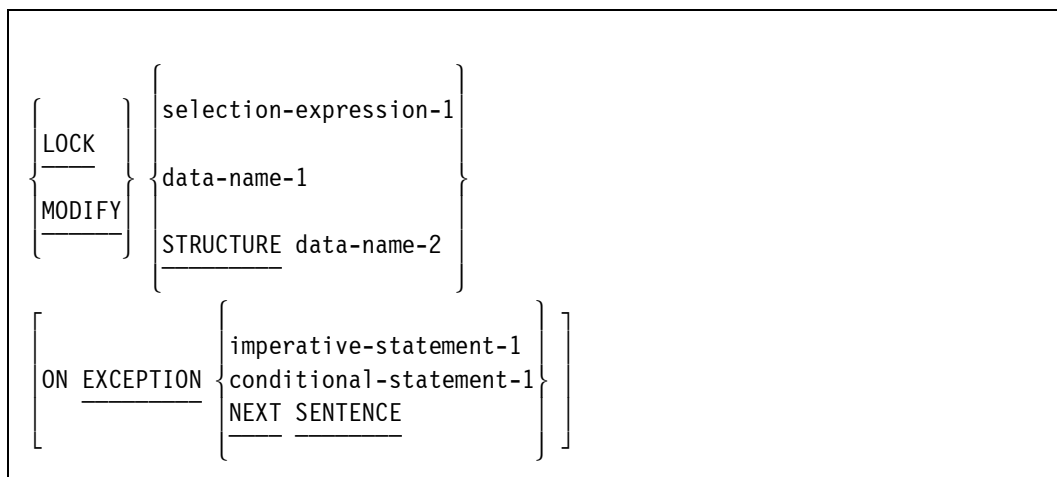 selection-expression-1
LOCK
data-name-1
MODIFY
STRUCTURE data-name-2
imperative-statement-1
ON EXCEPTION conditional-statement-1
NEXT SENTENCE